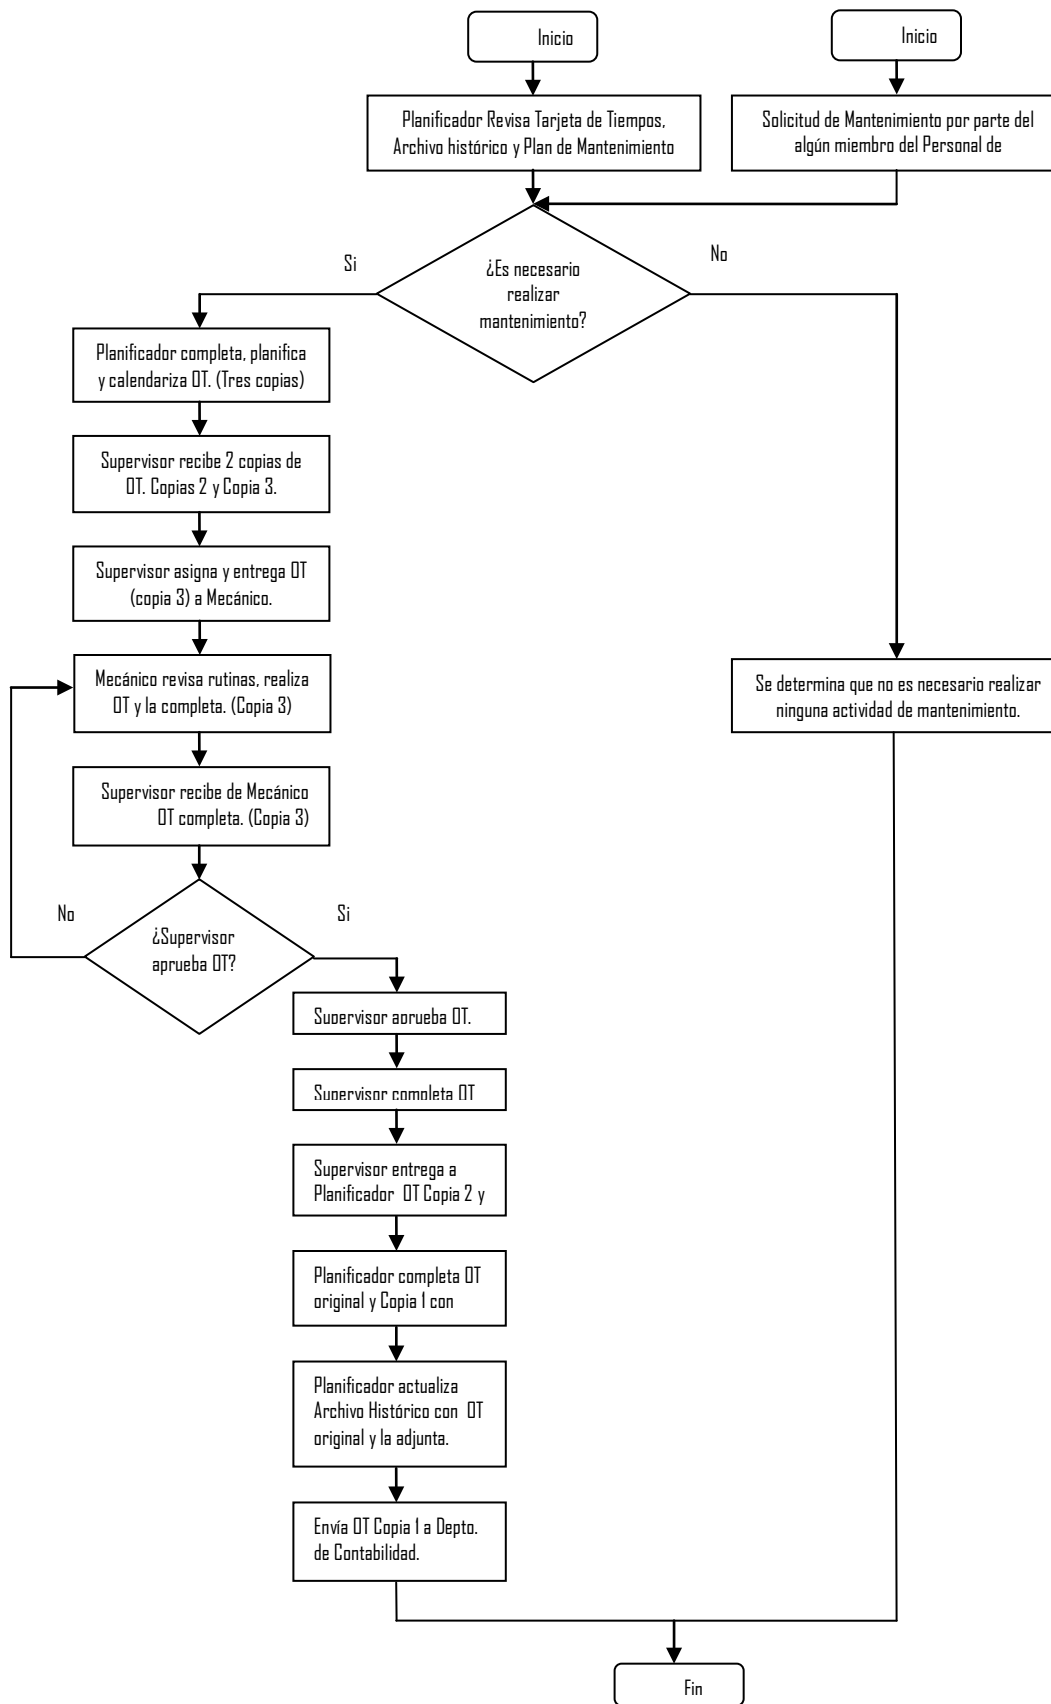 Inicio
Inicio
Planificador Revisa Tarjeta de Tiempos,
Archivo histórico y Plan de Mantenimiento
Solicitud de Mantenimiento por parte del
algún miembro del Personal de
Si
No
¿Es necesario
realizar
mantenimiento?
Planificador completa, planifica
y calendariza OT. (Tres copias)
Supervisor recibe 2 copias de
OT. Copias 2 y Copia 3.
Supervisor asigna y entrega OT
(copia 3) a Mecánico.
Mecánico revisa rutinas, realiza
OT y la completa. (Copia 3)
Se determina que no es necesario realizar
ninguna actividad de mantenimiento.
Supervisor recibe de Mecánico
OT completa. (Copia 3)
No
Si
¿Supervisor
aprueba OT?
Supervisor aprueba OT.
Supervisor completa OT
Supervisor entrega a
Planificador OT Copia 2 y
Planificador completa OT
original y Copia 1 con
Planificador actualiza
Archivo Histórico con OT
original y la adjunta.
Envía OT Copia 1 a Depto.
de Contabilidad.
Fin